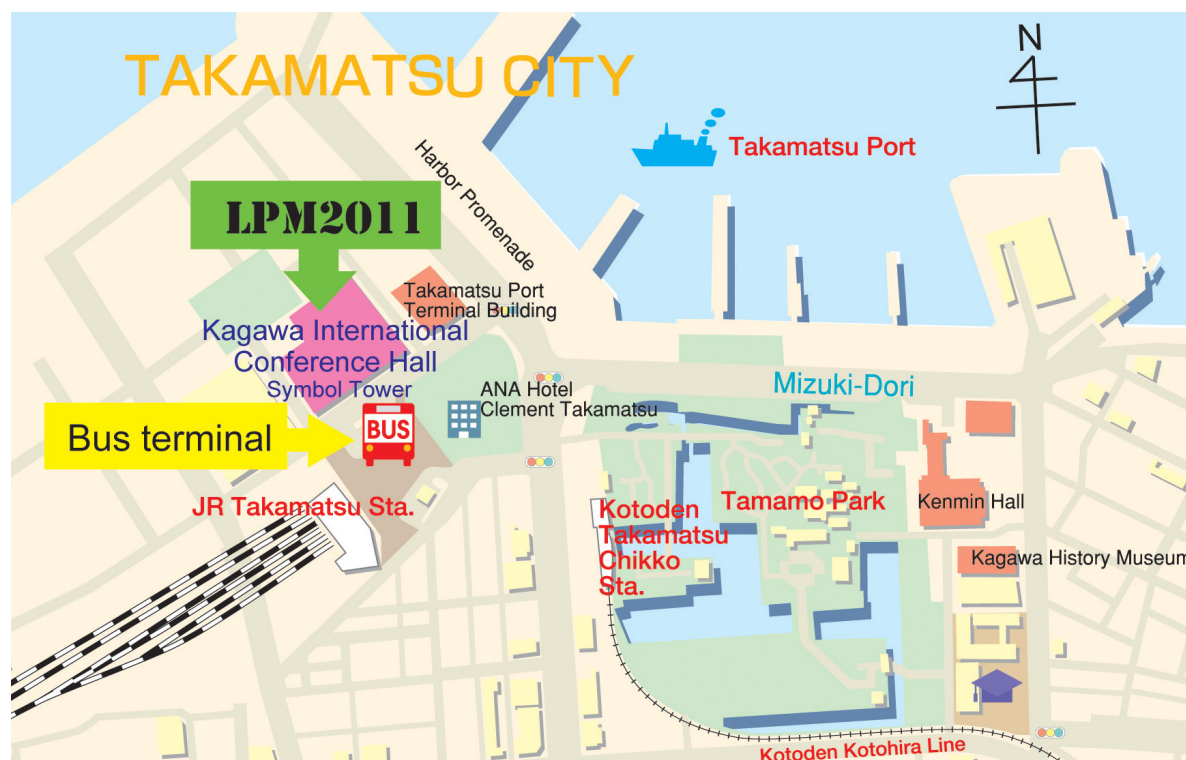 TAKAMATSU CITY
N
Takamatsu Port
Harbor Promenade
LPM2011
Takamatsu Port
Terminal Building
Kagawa International
Conference Hall
Symbol Tower
ANA Hotel
Clement Takamatsu
Mizuki-Dori
BUS
Bus terminal
JR Takamatsu Sta.
Kotoden
Takamatsu
Chikko
Sta.
Tamamo Park
Kenmin Hall
Kagawa History Museum
Kotoden Kotohira Line